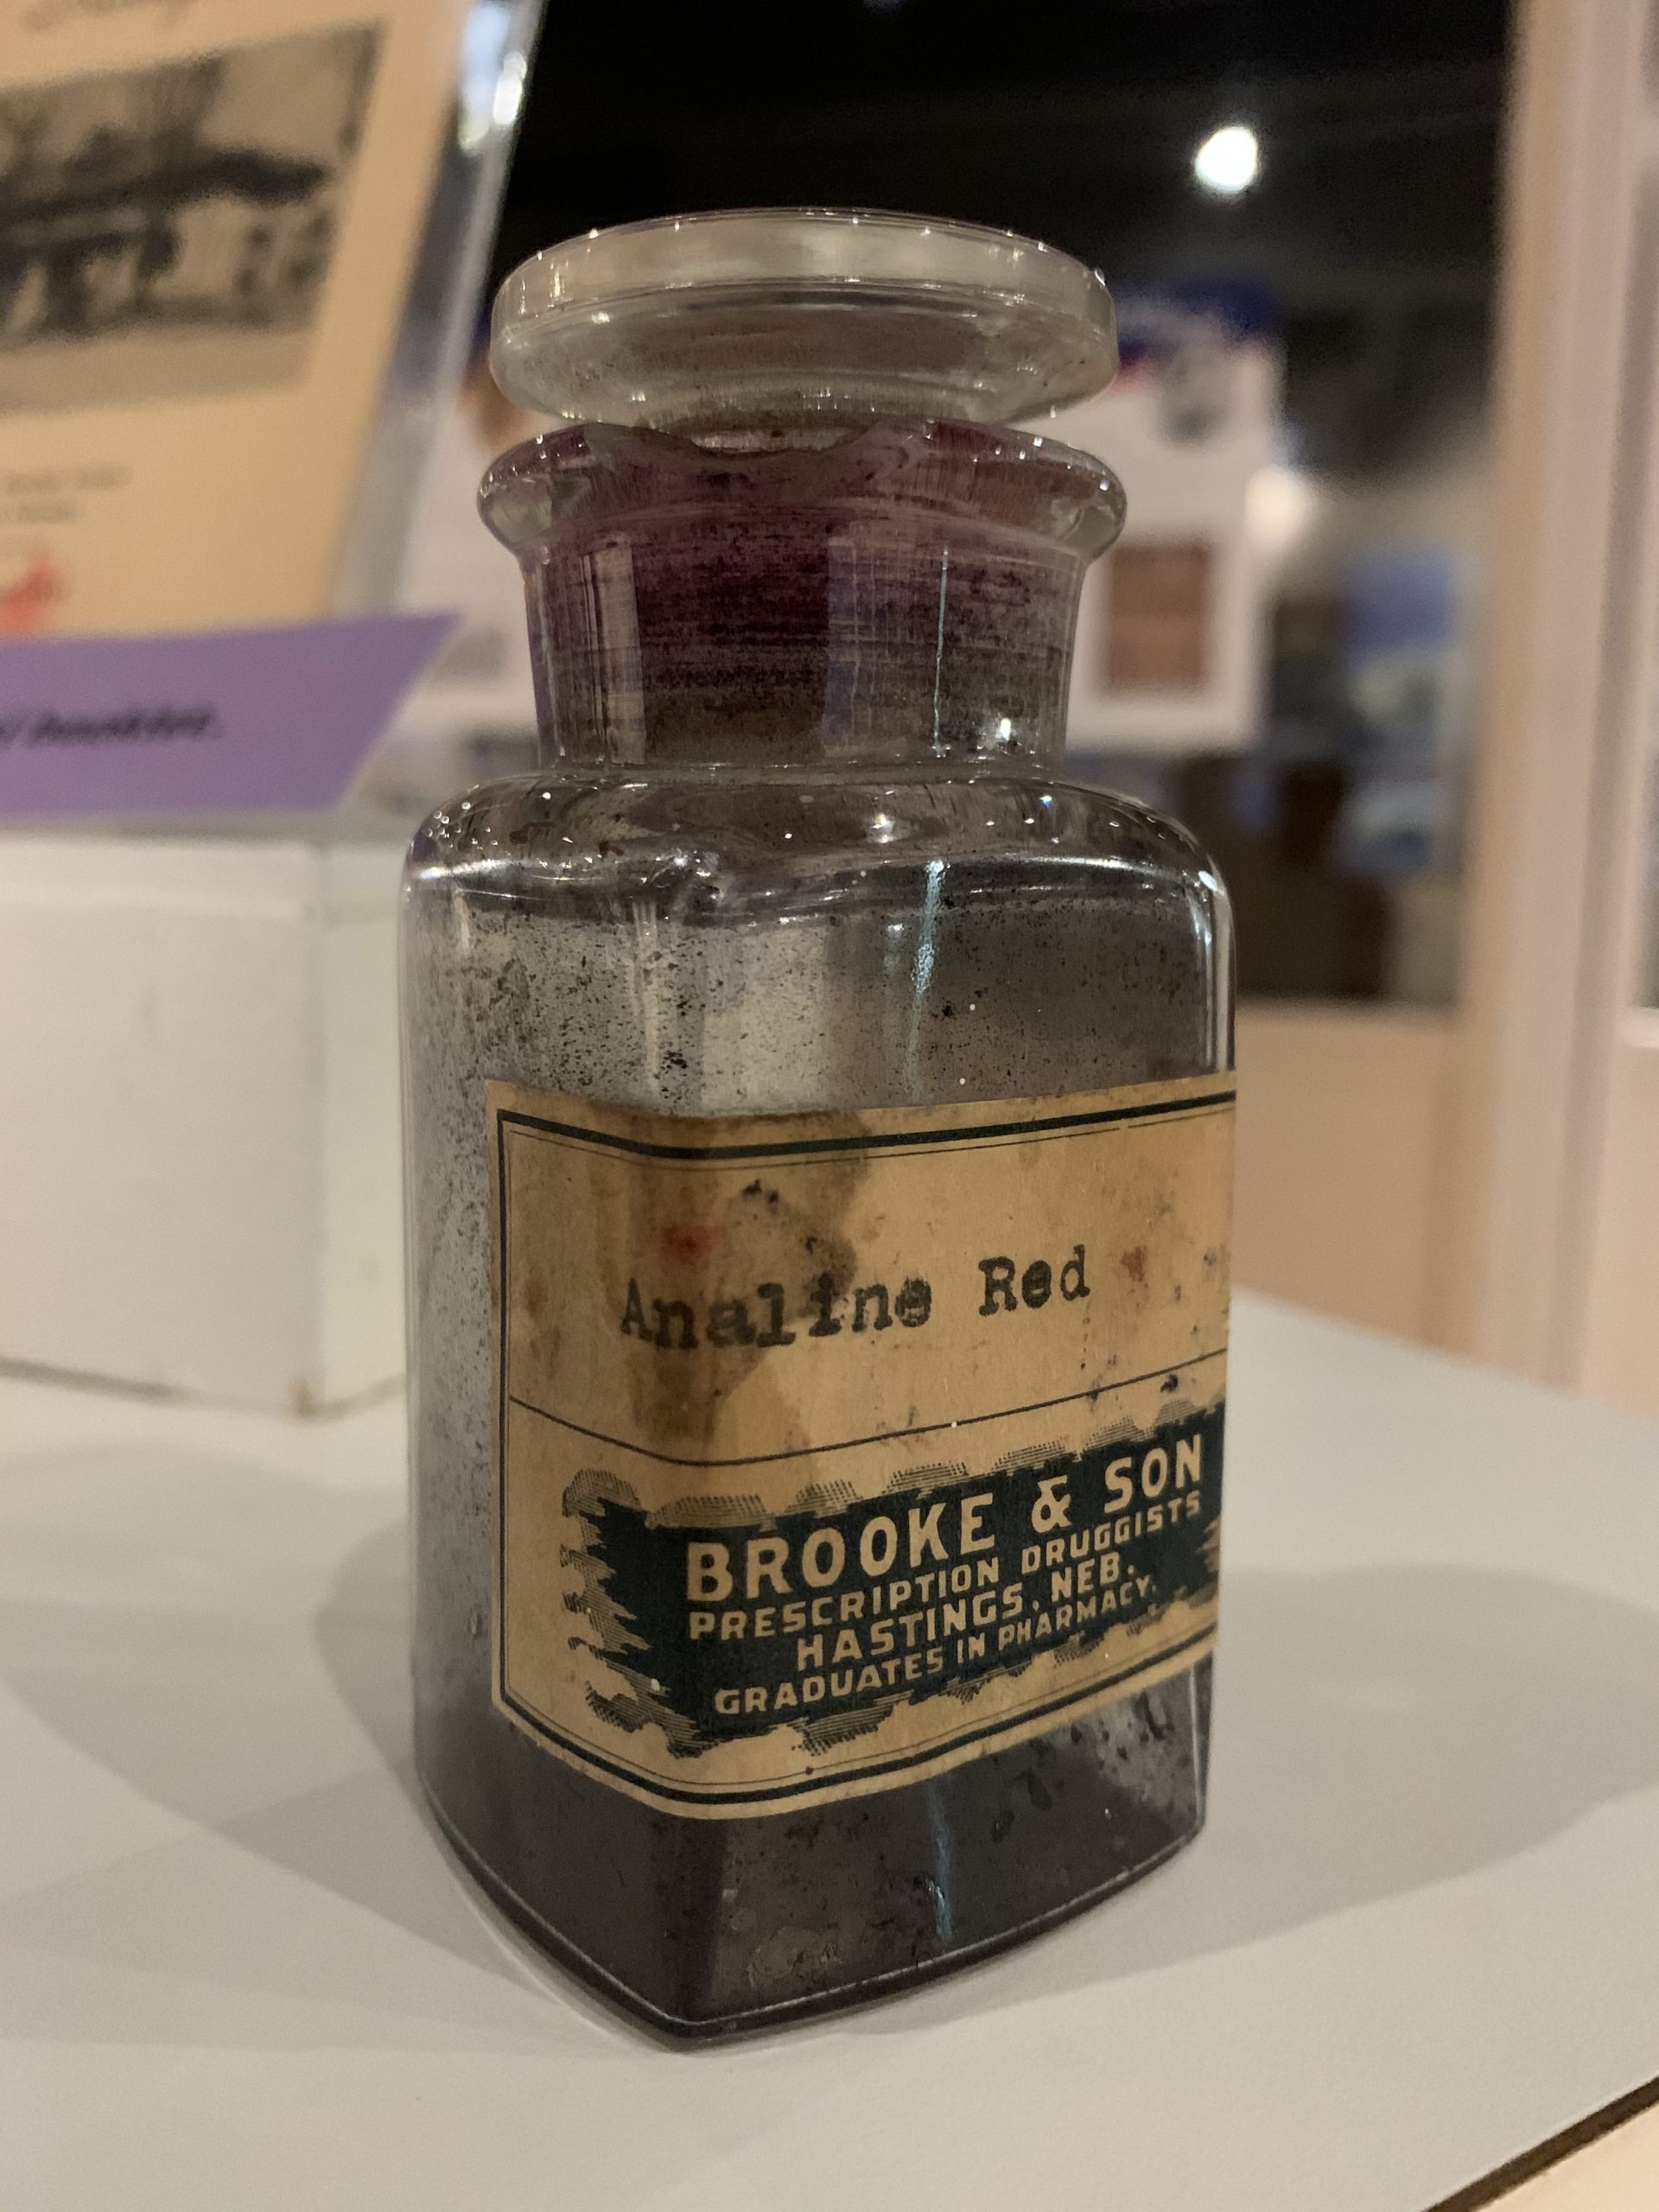 Analine Red
BROOKE & SON
PRESCRIPTION DRUGGISTS
HASTINGS, NEB.
GRADUATES IN PHARMACY.